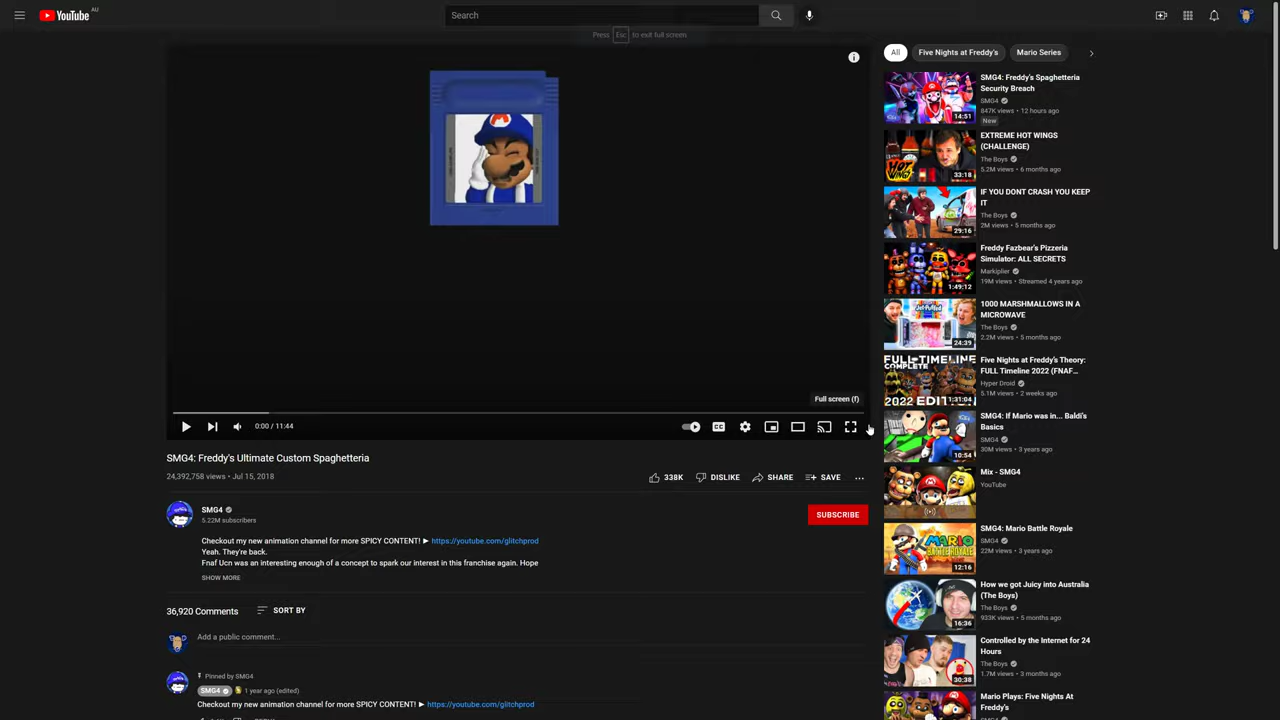 YouTube AU
Search
Press Esc to exit full screen
Full screen (f)
0:00 / 11:44
CC
SMG4: Freddy's Ultimate Custom Spaghetteria
24,392,758 views • Jul 15, 2018
338K DISLIKE SHARE SAVE
SMG4
5.22M subscribers
SUBSCRIBE
Checkout my new animation channel for more SPICY CONTENT! ► https://youtube.com/glitchprod
Yeah. They're back.
Fnaf Ucn was an interesting enough of a concept to spark our interest in this franchise again. Hope
SHOW MORE
36,920 Comments SORT BY
Add a public comment...
Pinned by SMG4
SMG4 1 year ago (edited)
Checkout my new animation channel for more SPICY CONTENT! ► https://youtube.com/glitchprod
All Five Nights at Freddy's Mario Series
SMG4: Freddy's Spaghetteria
Security Breach
SMG4
847K views • 12 hours ago
New
14:51
EXTREME HOT WINGS
(CHALLENGE)
The Boys
5.2M views • 6 months ago
33:18
IF YOU DONT CRASH YOU KEEP
IT
The Boys
2M views • 5 months ago
29:16
Freddy Fazbear's Pizzeria
Simulator: ALL SECRETS
Markiplier
19M views • Streamed 4 years ago
1:49:12
1000 MARSHMALLOWS IN A
MICROWAVE
The Boys
2.2M views • 5 months ago
24:39
FULL TIMELINE
COMPLETE
2022 EDITION
Five Nights at Freddy's Theory:
FULL Timeline 2022 (FNAF...
Hyper Droid
5.1M views • 2 weeks ago
1:31:04
SMG4: If Mario was in... Baldi's
Basics
SMG4
30M views • 3 years ago
10:54
Mix - SMG4
YouTube
SMG4: Mario Battle Royale
SMG4
22M views • 3 years ago
MARIO
BATTLE ROYALE
12:16
How we got Juicy into Australia
(The Boys)
The Boys
933K views • 5 months ago
16:36
Controlled by the Internet for 24
Hours
The Boys
1.7M views • 3 months ago
30:38
Mario Plays: Five Nights At
Freddy's
SMG4